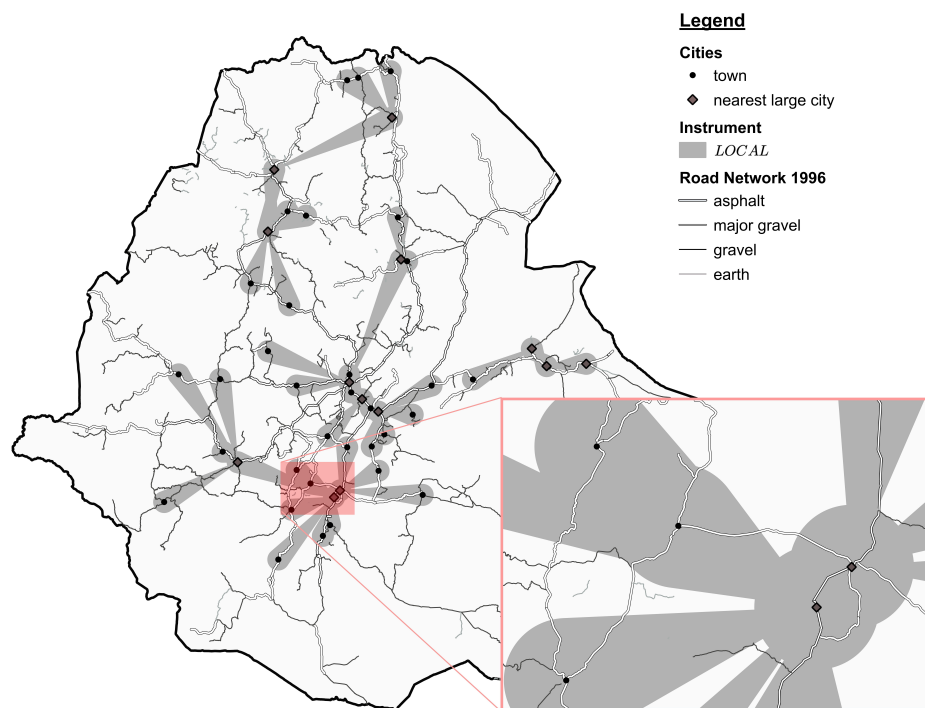 Legend
Cities
town
nearest large city
Instrument
LOCAL
Road Network 1996
asphalt
major gravel
gravel
earth